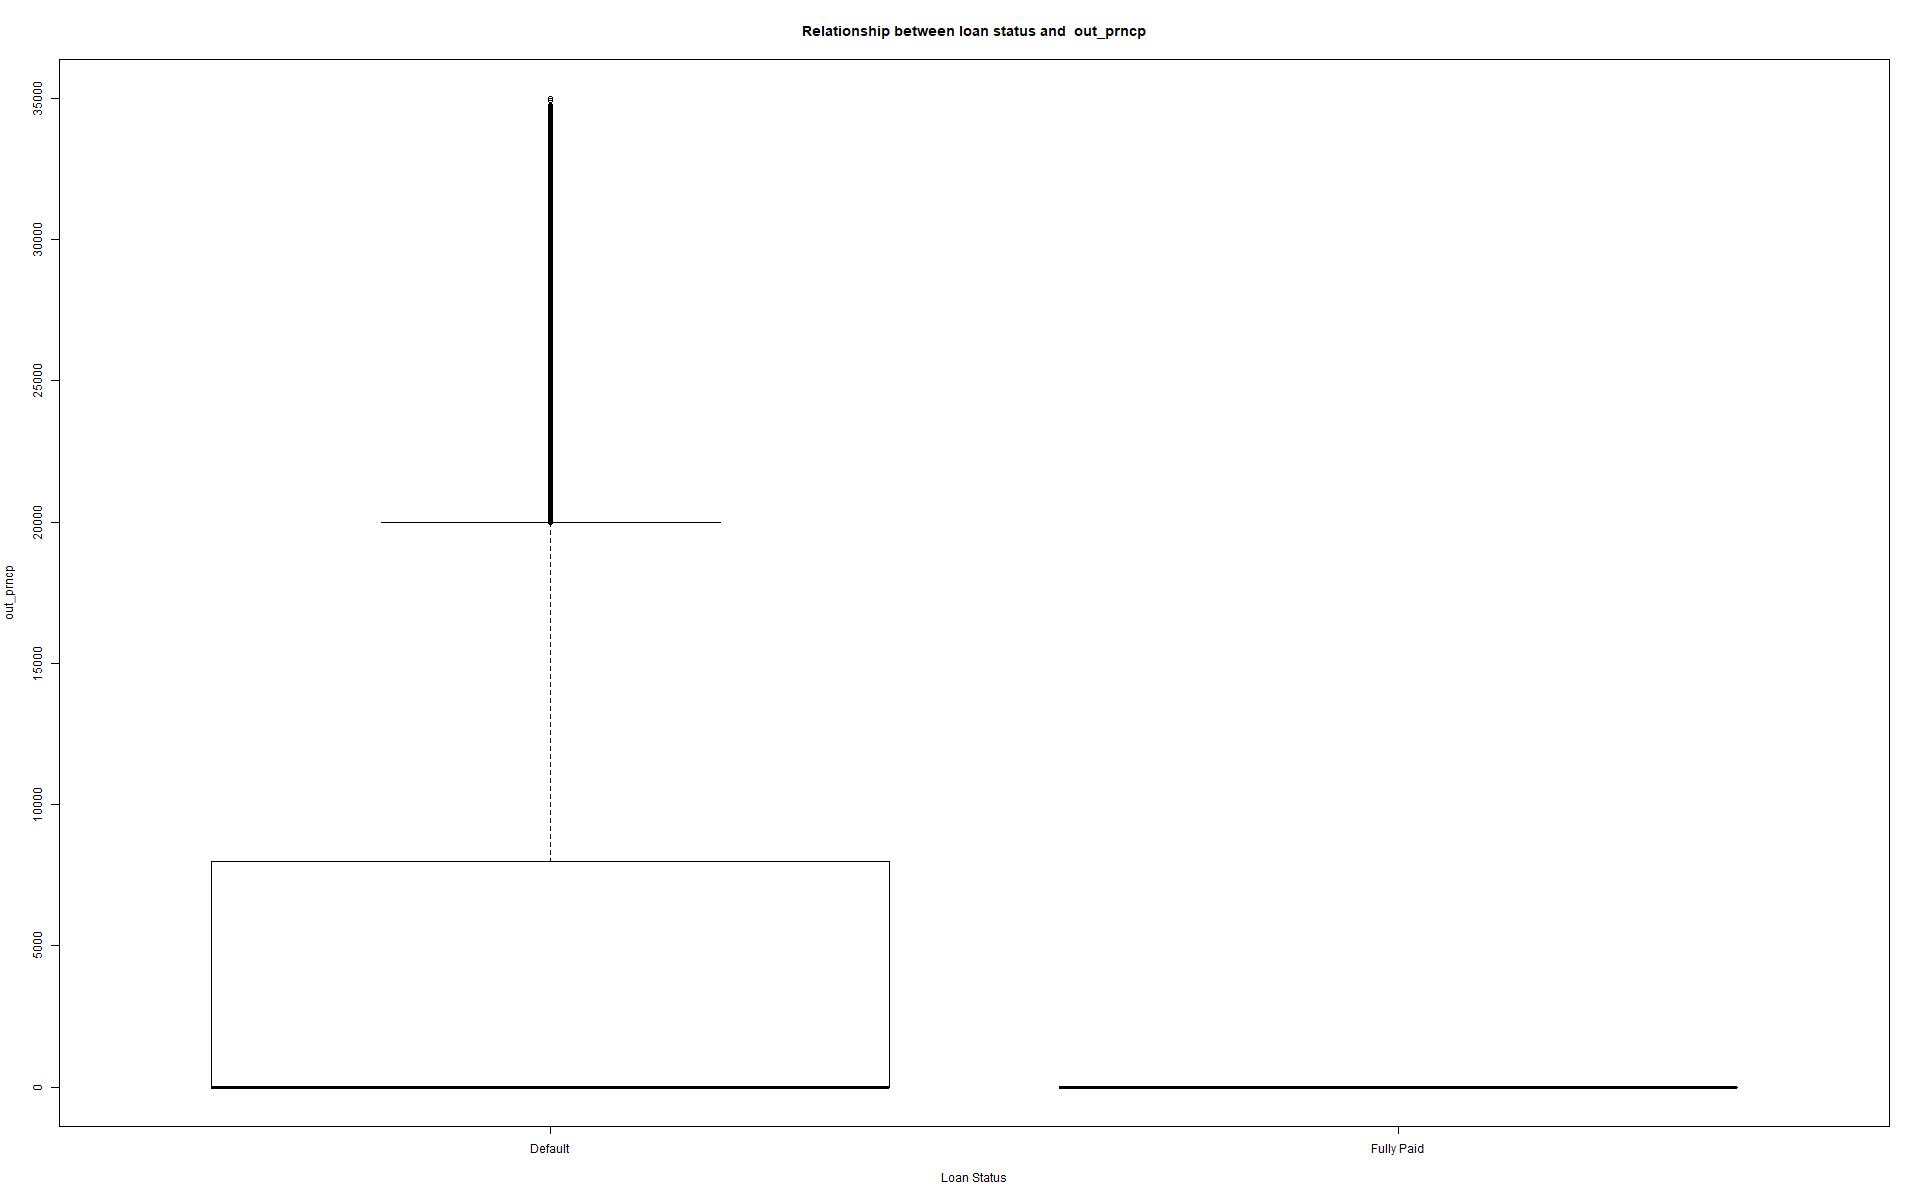 Relationship between loan status and  out_prncp
35000
30000
25000
20000
15000
10000
5000
0
out_prncp
Default
Fully Paid
Loan Status